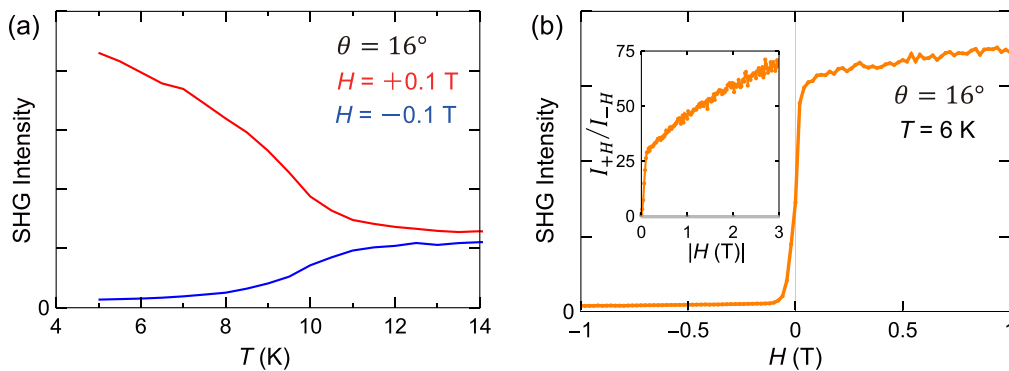 (a)
SHG Intensity
θ = 16°
H = +0.1 T
H = −0.1 T
0
4 6 8 10 12 14
T (K)
(b)
SHG Intensity
θ = 16°
T = 6 K
I+H/I−H
75
50
25
0
0 1 2 3
|H (T)|
0
−1 −0.5 0 0.5 1
H (T)